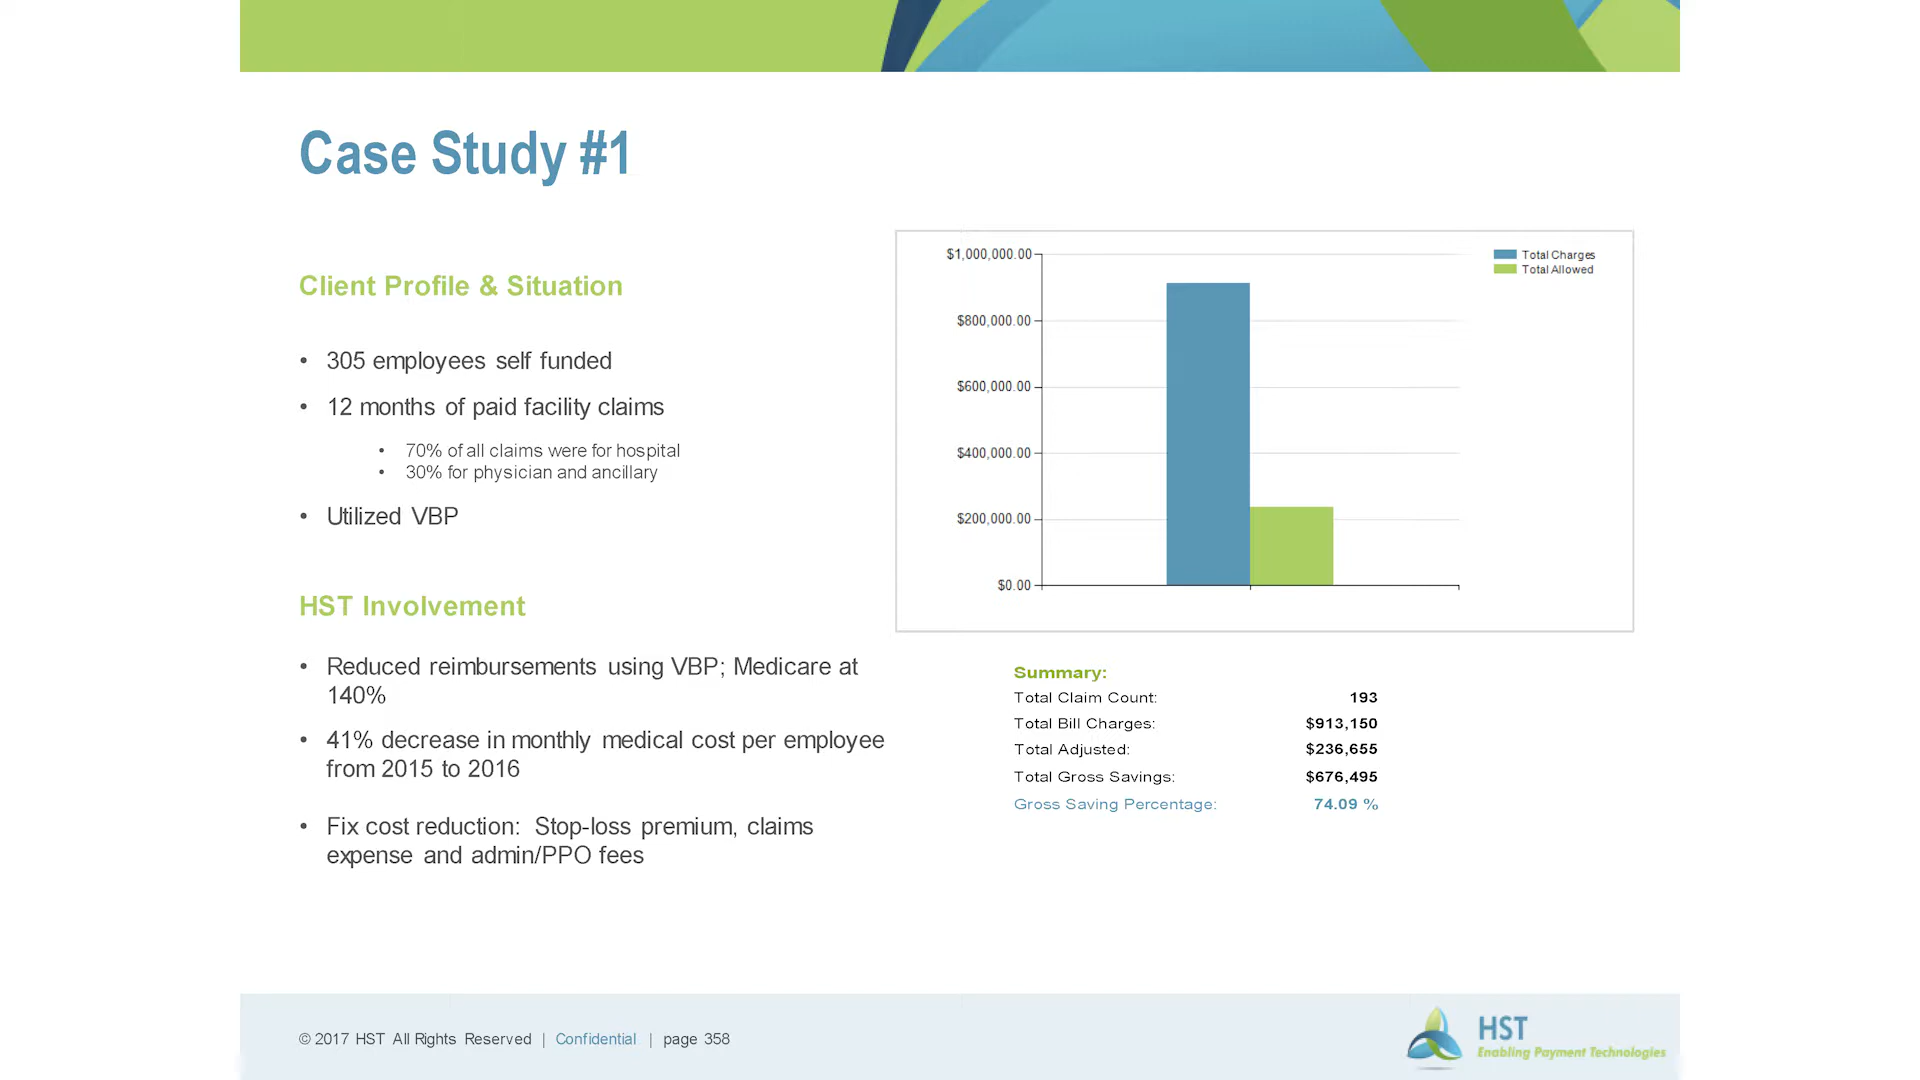 Case Study #1
Client Profile & Situation
• 305 employees self funded
• 12 months of paid facility claims
• 70% of all claims were for hospital
• 30% for physician and ancillary
• Utilized VBP
HST Involvement
• Reduced reimbursements using VBP; Medicare at
140%
• 41% decrease in monthly medical cost per employee
from 2015 to 2016
• Fix cost reduction: Stop-loss premium, claims
expense and admin/PPO fees
$1,000,000.00
$800,000.00
$600,000.00
$400,000.00
$200,000.00
$0.00
Total Charges
Total Allowed
Summary:
Total Claim Count: 193
Total Bill Charges: $913,150
Total Adjusted: $236,655
Total Gross Savings: $676,495
Gross Saving Percentage: 74.09 %
© 2017 HST All Rights Reserved | Confidential | page 358
HST
Enabling Payment Technologies